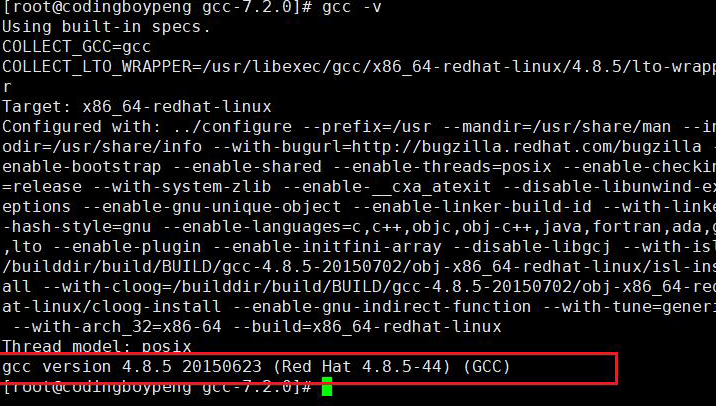 [root@codingboypeng gcc-7.2.0]# gcc -v
Using built-in specs.
COLLECT_GCC=gcc
COLLECT_LTO_WRAPPER=/usr/libexec/gcc/x86_64-redhat-linux/4.8.5/lto-wrapp
r
Target: x86_64-redhat-linux
Configured with: ../configure --prefix=/usr --mandir=/usr/share/man --in
odir=/usr/share/info --with-bugurl=http://bugzilla.redhat.com/bugzilla -
enable-bootstrap --enable-shared --enable-threads=posix --enable-checkin
=release --with-system-zlib --enable-__cxa_atexit --disable-libunwind-ex
eptions --enable-gnu-unique-object --enable-linker-build-id --with-linke
-hash-style=gnu --enable-languages=c,c++,objc,obj-c++,java,fortran,ada,g
,lto --enable-plugin --enable-initfini-array --disable-libgcj --with-isl
/builddir/build/BUILD/gcc-4.8.5-20150702/obj-x86_64-redhat-linux/isl-ins
all --with-cloog=/builddir/build/BUILD/gcc-4.8.5-20150702/obj-x86_64-red
at-linux/cloog-install --enable-gnu-indirect-function --with-tune=generi
--with-arch_32=x86-64 --build=x86_64-redhat-linux
Thread model: posix
gcc version 4.8.5 20150623 (Red Hat 4.8.5-44) (GCC)
[root@codingboypeng gcc-7.2.0]#